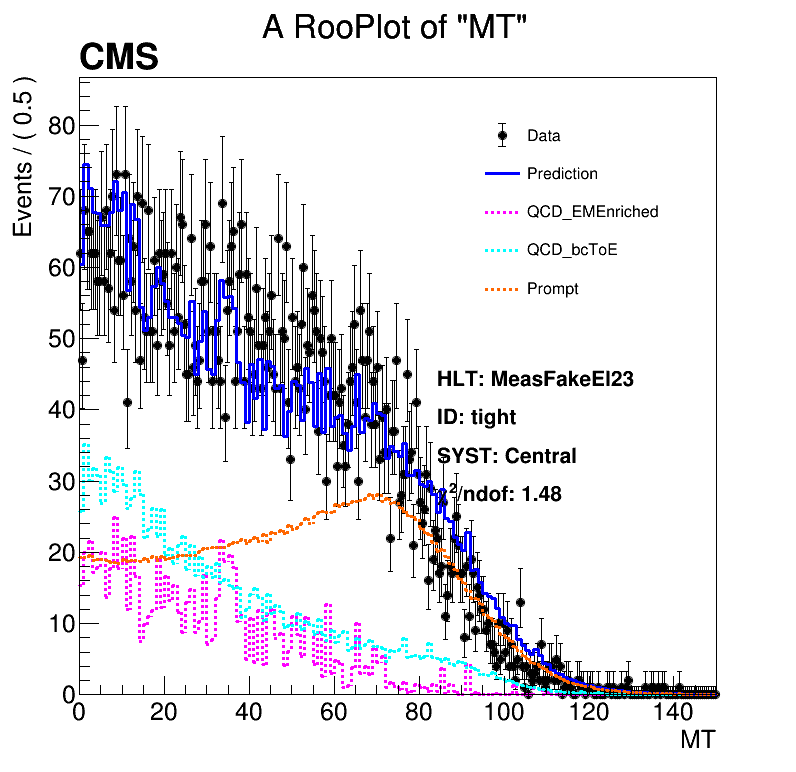 A RooPlot of "MT"
CMS
Events / ( 0.5 )
80
70
60
50
40
30
20
10
0
Data
Prediction
QCD_EMEnriched
QCD_bcToE
Prompt
HLT: MeasFakeEl23
ID: tight
SYST: Central
²/ndof: 1.48
0 20 40 60 80 100 120 140
MT